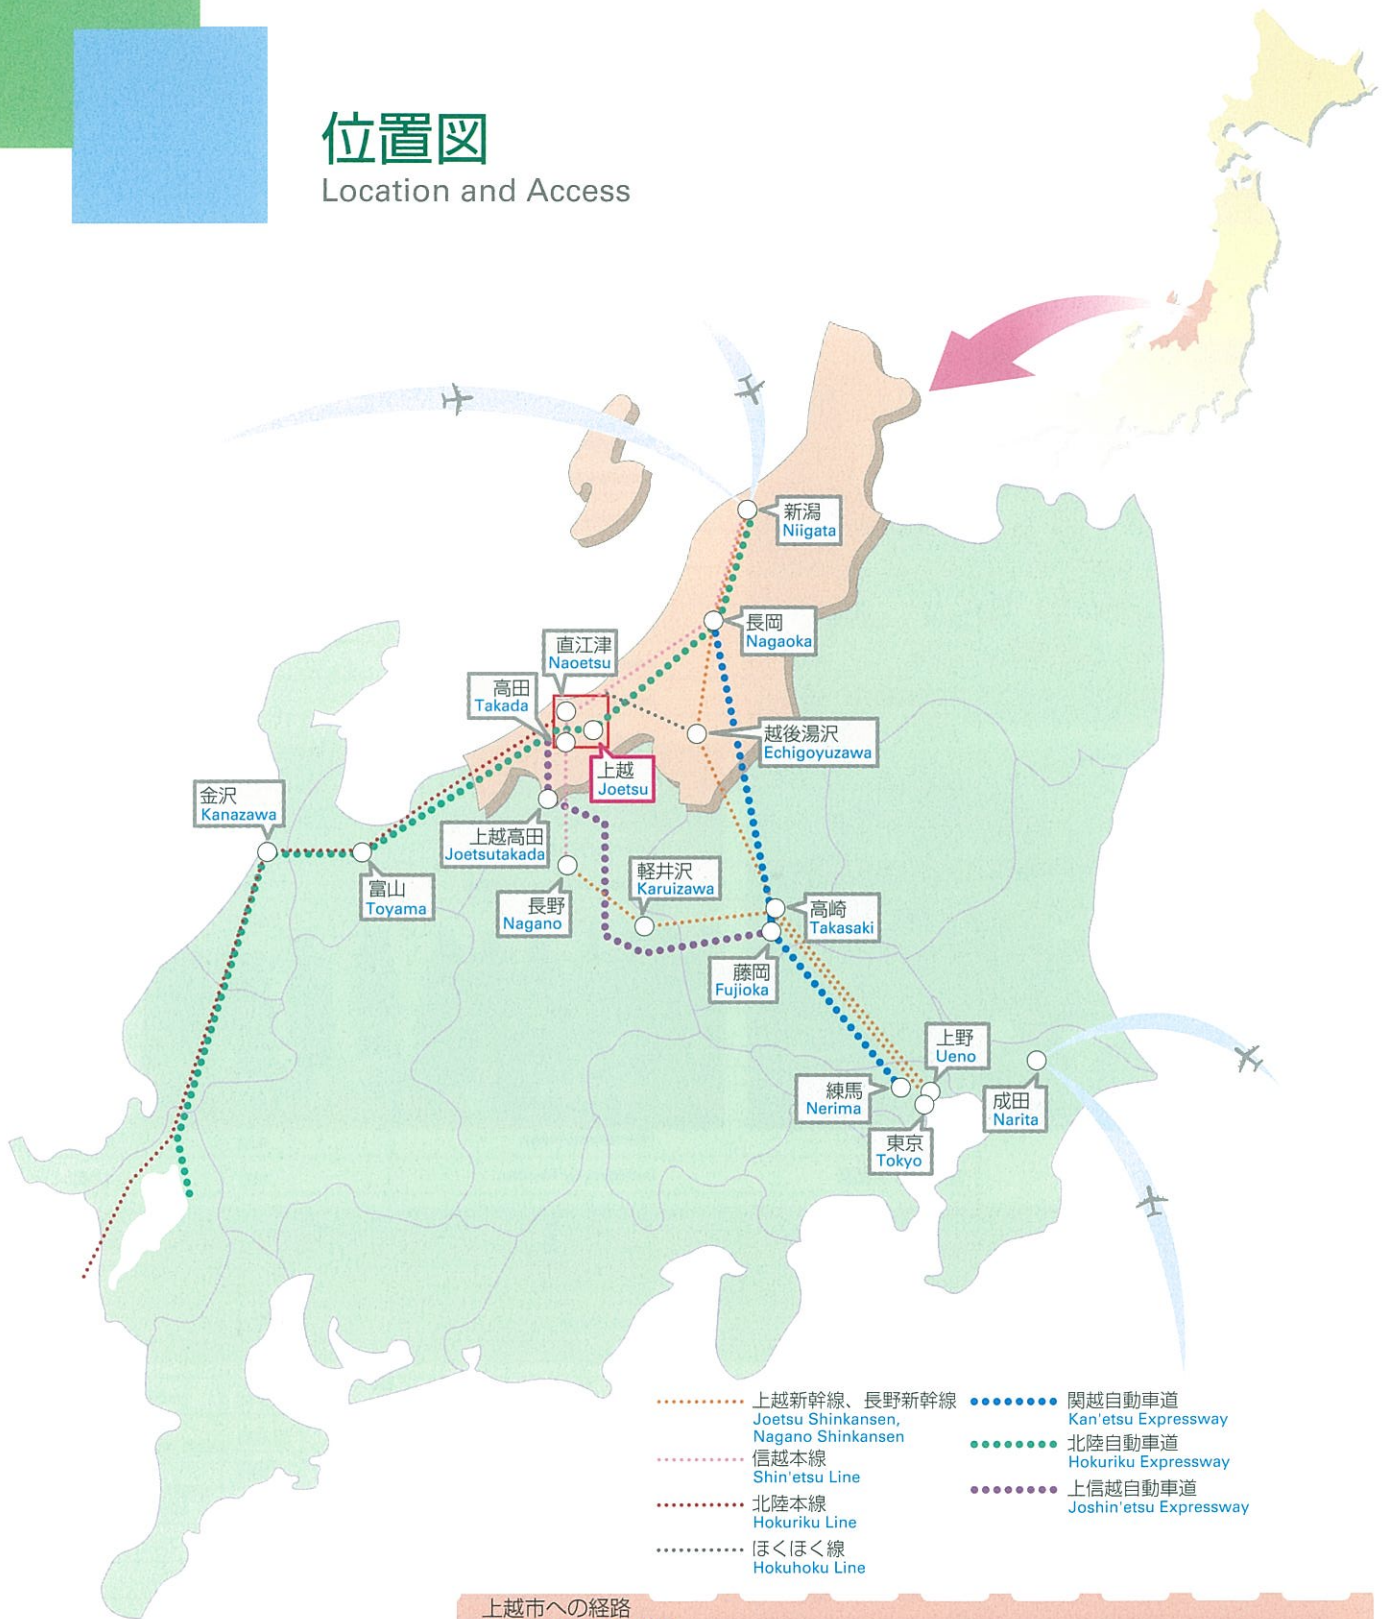 位置図
Location and Access
新潟
Niigata
長岡
Nagaoka
直江津
Naoetsu
高田
Takada
越後湯沢
Echigoyuzawa
上越
Joetsu
金沢
Kanazawa
上越高田
Joetsutakada
富山
Toyama
軽井沢
Karuizawa
長野
Nagano
高崎
Takasaki
藤岡
Fujioka
上野
Ueno
練馬
Nerima
成田
Narita
東京
Tokyo
上越新幹線、長野新幹線
Joetsu Shinkansen,
Nagano Shinkansen
信越本線
Shin'etsu Line
北陸本線
Hokuriku Line
ほくほく線
Hokuhoku Line
関越自動車道
Kan'etsu Expressway
北陸自動車道
Hokuriku Expressway
上信越自動車道
Joshin'etsu Expressway
上越市への経路